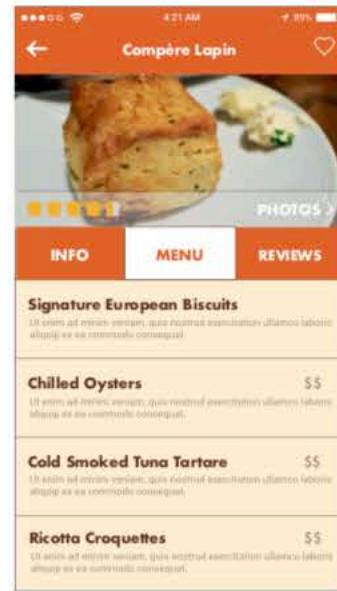 4:21 AM
Compère Lapin
PHOTOS >
INFO
MENU
REVIEWS
Signature European Biscuits
Ut enim ad minim veniam, quis nostrud exercitation ullamco laboris
aliquip ex ea commodo consequat.
Chilled Oysters $$
Ut enim ad minim veniam, quis nostrud exercitation ullamco laboris
aliquip ex ea commodo consequat.
Cold Smoked Tuna Tartare $$
Ut enim ad minim veniam, quis nostrud exercitation ullamco laboris
aliquip ex ea commodo consequat.
Ricotta Croquettes $$
Ut enim ad minim veniam, quis nostrud exercitation ullamco laboris
aliquip ex ea commodo consequat.